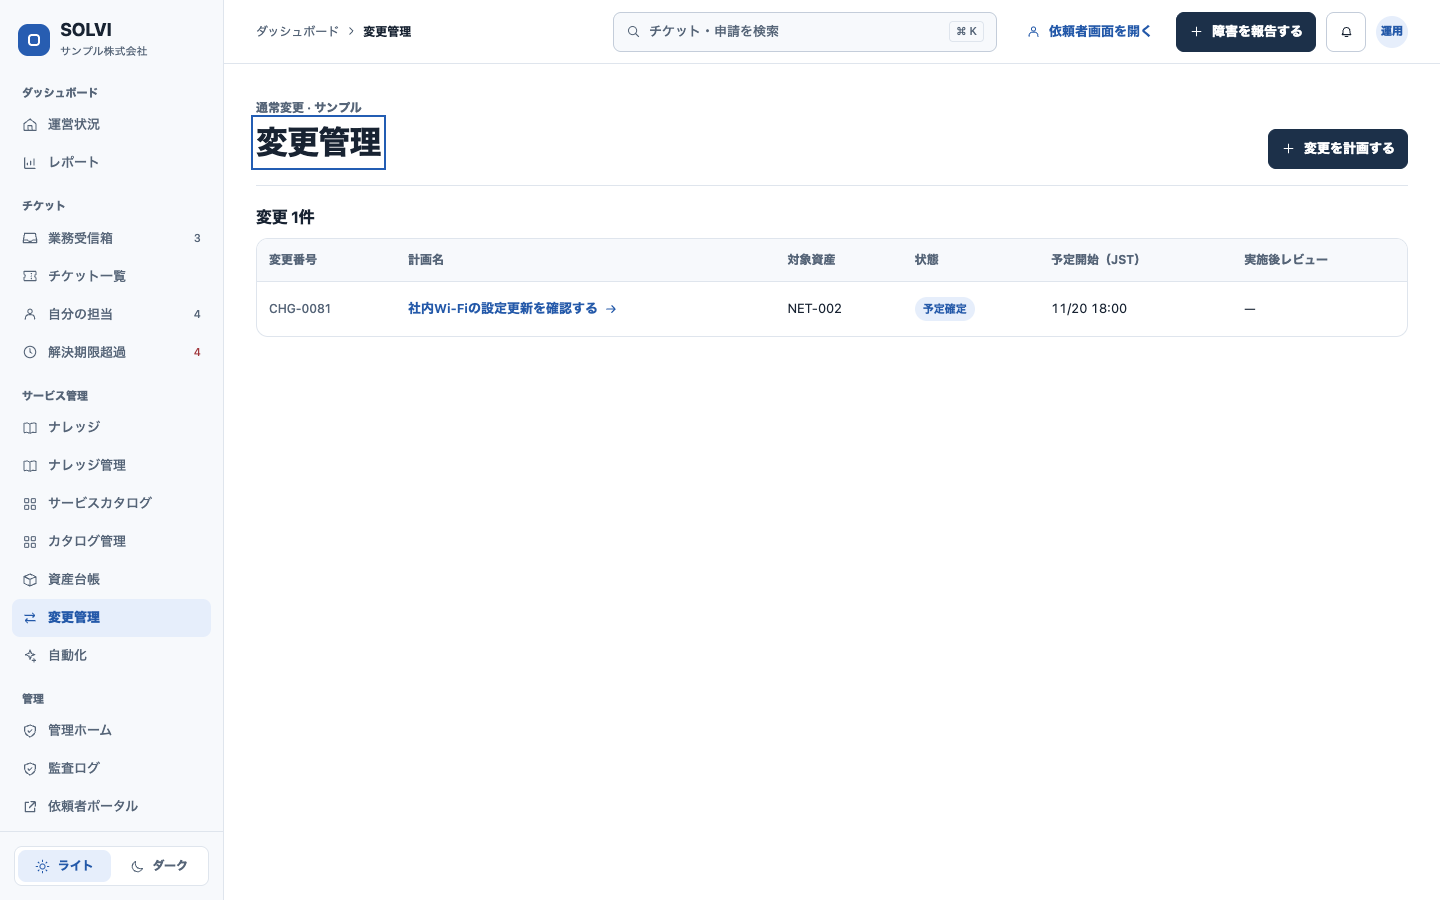 SOLVI
サンプル株式会社
ダッシュボード
運営状況
レポート
チケット
業務受信箱 3
チケット一覧
自分の担当 4
解決期限超過 4
サービス管理
ナレッジ
ナレッジ管理
サービスカタログ
カタログ管理
資産台帳
変更管理
自動化
管理
管理ホーム
監査ログ
依頼者ポータル
ライト ダーク
ダッシュボード > 変更管理
チケット・申請を検索 ⌘ K
依頼者画面を開く
+ 障害を報告する
運用
通常変更 · サンプル
変更管理
+ 変更を計画する
変更 1件
変更番号 計画名 対象資産 状態 予定開始（JST） 実施後レビュー
CHG-0081 社内Wi-Fiの設定更新を確認する → NET-002 予定確定 11/20 18:00 —